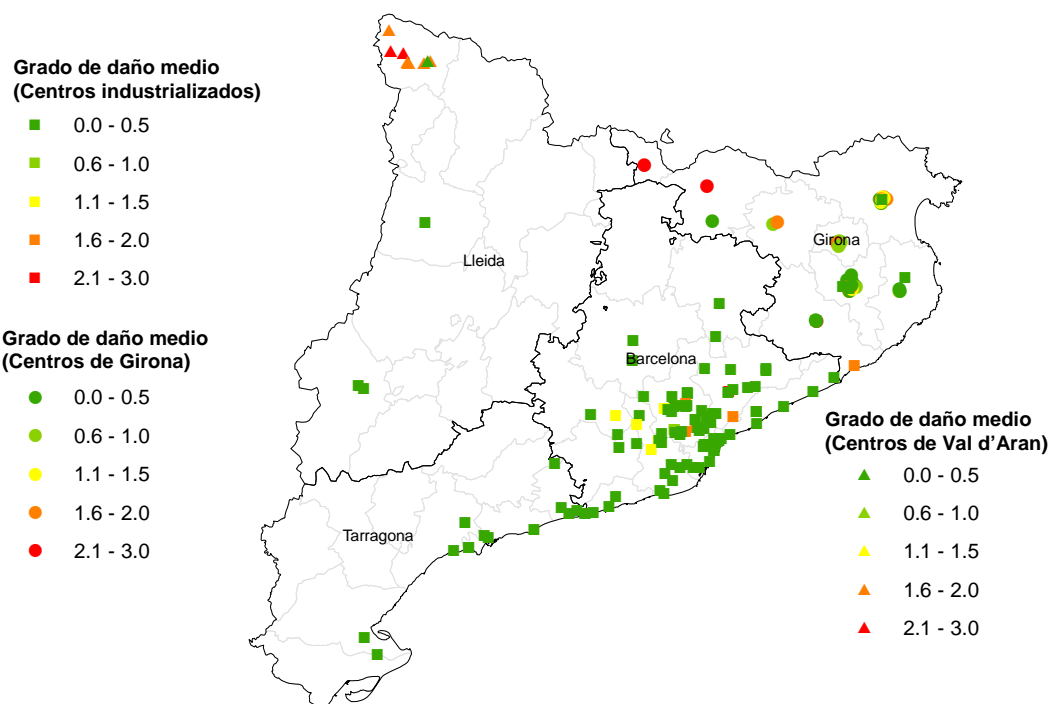 Grado de daño medio
(Centros industrializados)
0.0 - 0.5
0.6 - 1.0
1.1 - 1.5
1.6 - 2.0
2.1 - 3.0
Grado de daño medio
(Centros de Girona)
0.0 - 0.5
0.6 - 1.0
1.1 - 1.5
1.6 - 2.0
2.1 - 3.0
Lleida
Girona
Barcelona
Tarragona
Grado de daño medio
(Centros de Val d’Aran)
0.0 - 0.5
0.6 - 1.0
1.1 - 1.5
1.6 - 2.0
2.1 - 3.0